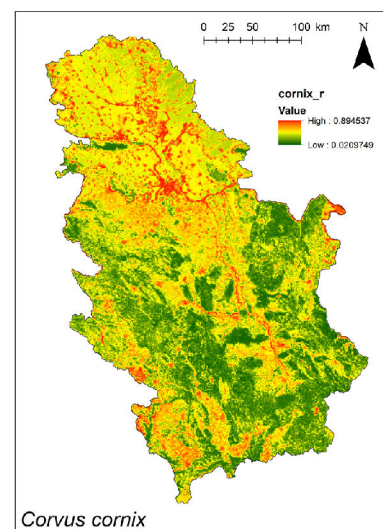 0 25 50 100 km
N
cornix_r
Value
High : 0.894537
Low : 0.0209749
Corvus cornix